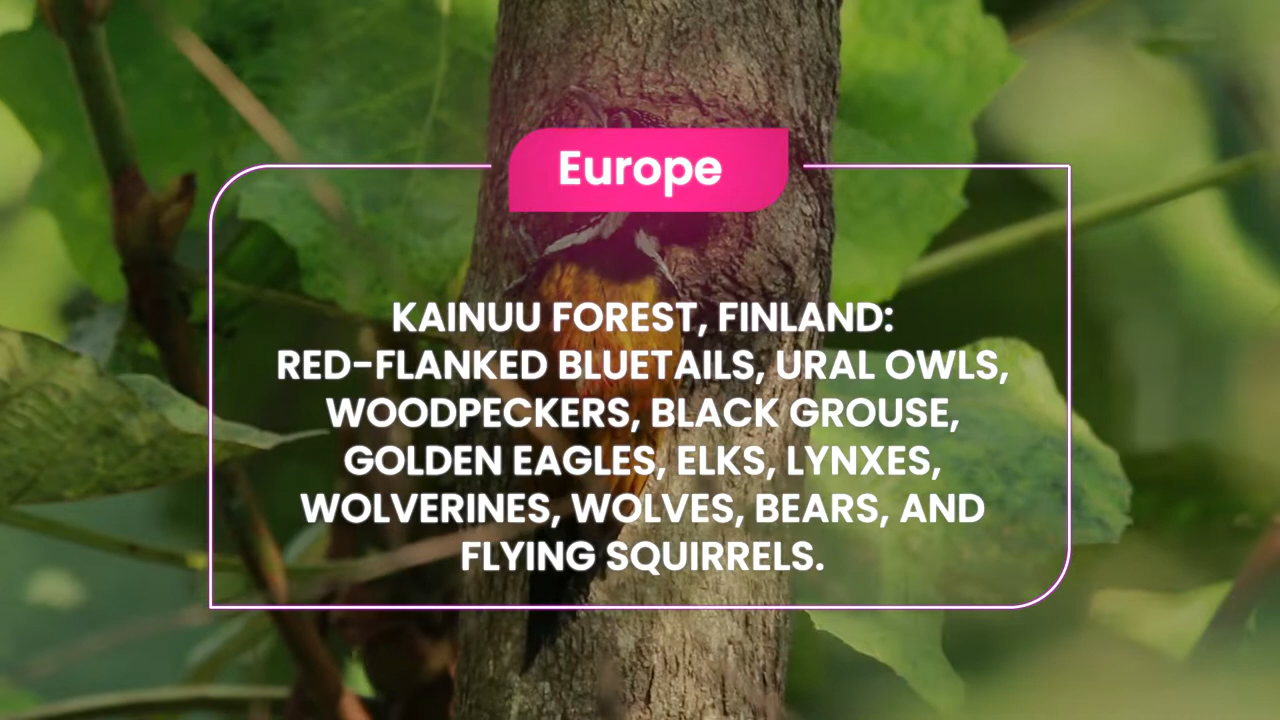 Europe
KAINUU FOREST, FINLAND:
RED-FLANKED BLUETAILS, URAL OWLS,
WOODPECKERS, BLACK GROUSE,
GOLDEN EAGLES, ELKS, LYNXES,
WOLVERINES, WOLVES, BEARS, AND
FLYING SQUIRRELS.